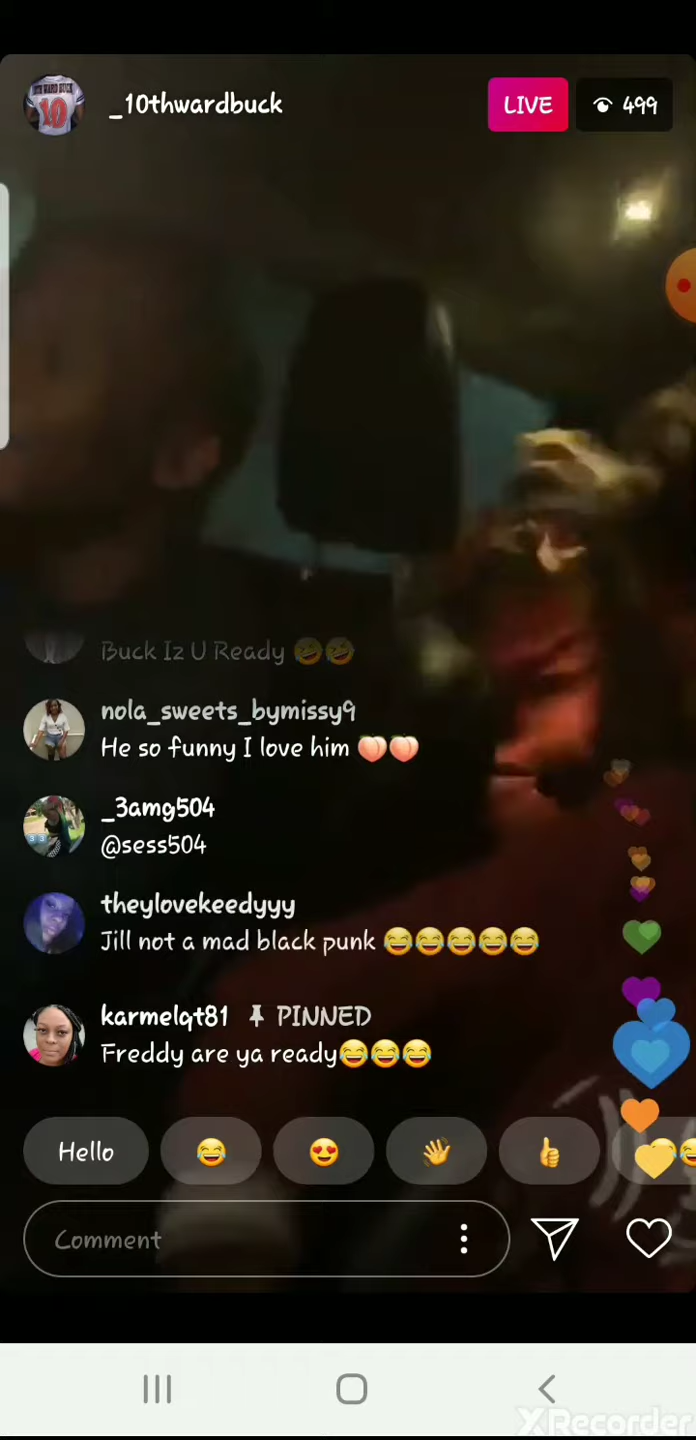 _10thwardbuck
LIVE
499
Buck Iz U Ready 🤣🤣
nola_sweets_bymissy9
He so funny I love him 🍑🍑
_3amg504
@sess504
theylovekeedyyy
Jill not a mad black punk 😂😂😂😂😂
karmelqt81 PINNED
Freddy are ya ready😂😂😂
Hello 😂 😍 👋 👍
Comment
XRecorder